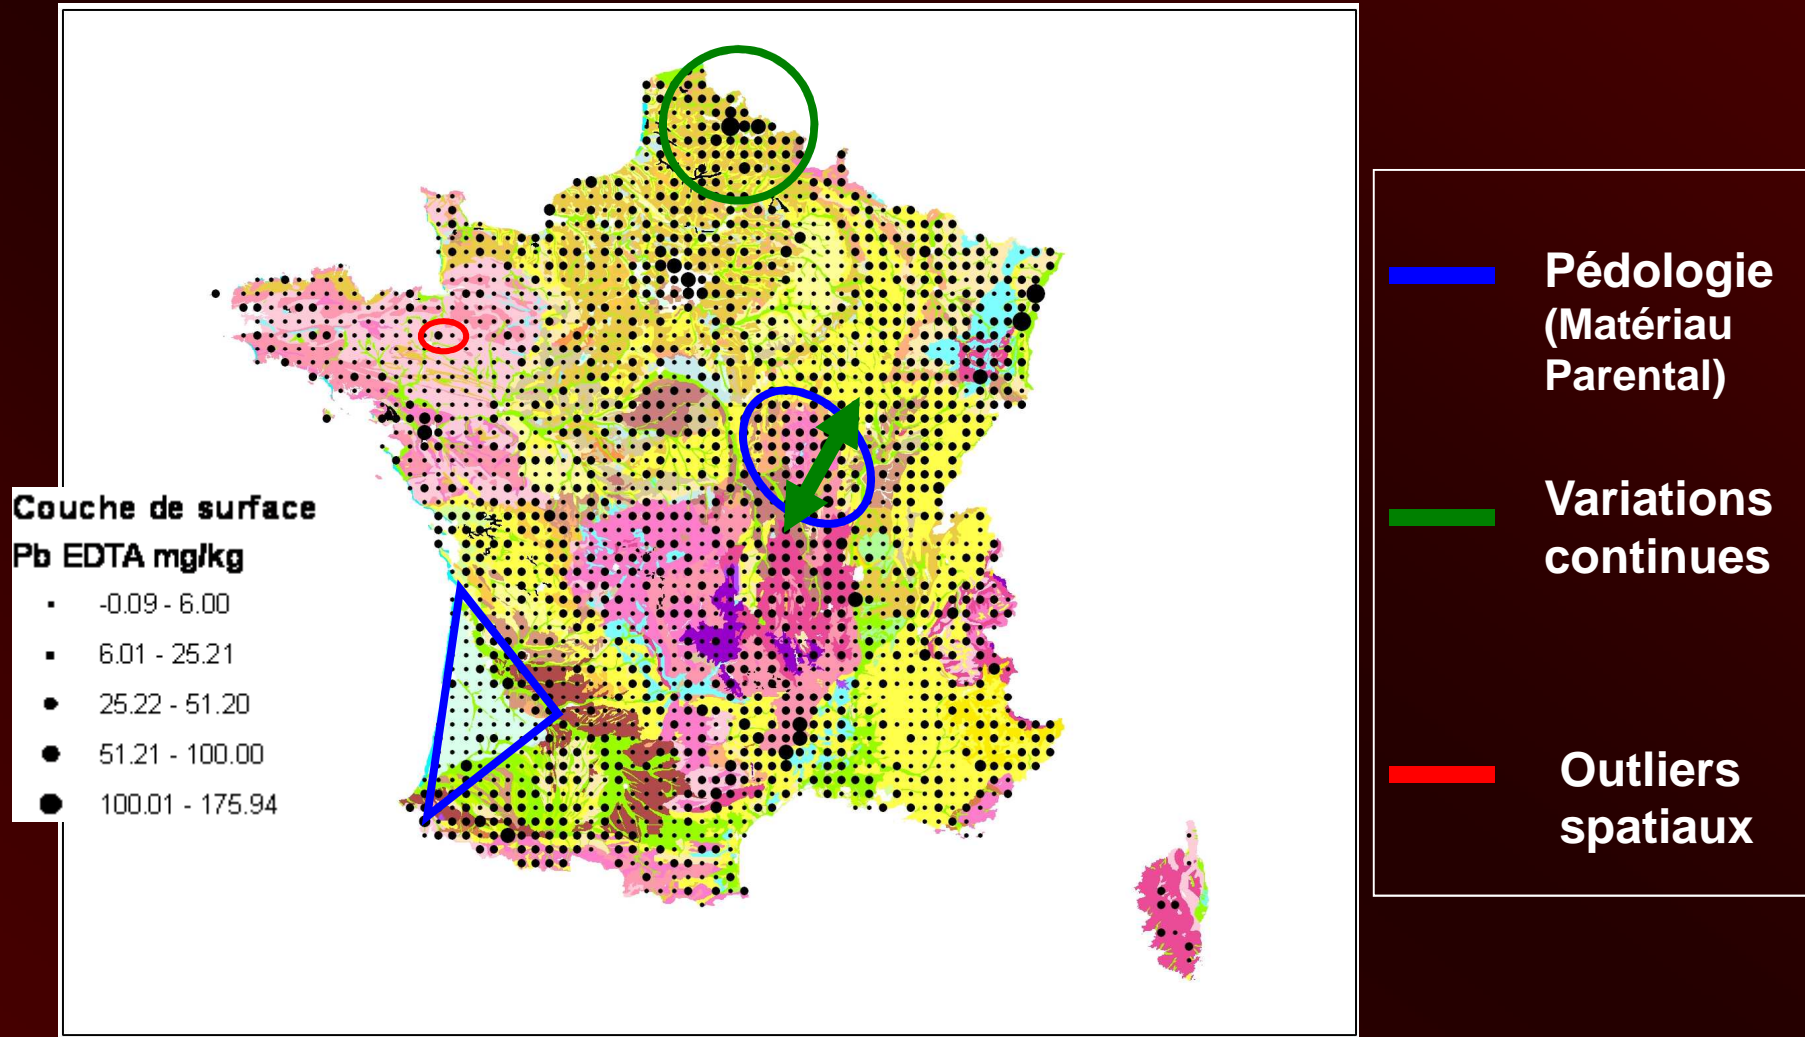 Couche de surface
Pb EDTA mg/kg
-0.09 - 6.00
6.01 - 25.21
25.22 - 51.20
51.21 - 100.00
100.01 - 175.94
Pédologie
(Matériau
Parental)
Variations
continues
Outliers
spatiaux